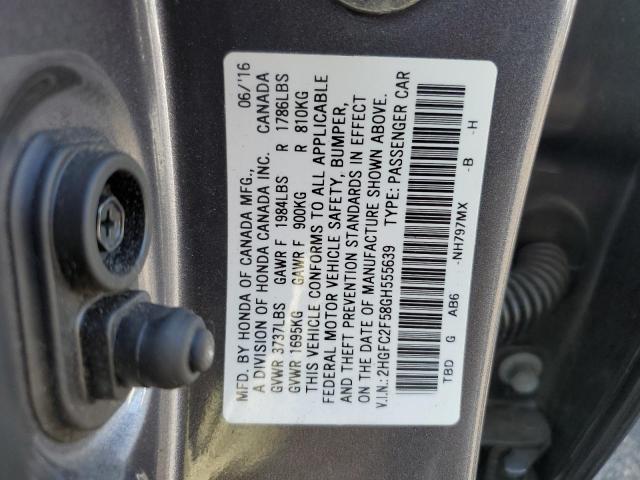 MFD. BY HONDA OF CANADA MFG., 06/'16
A DIVISION OF HONDA CANADA INC. CANADA
GVWR 3737LBS GAWR F 1984LBS R 1786LBS
GVWR 1695KG GAWR F 900KG R 810KG
THIS VEHICLE CONFORMS TO ALL APPLICABLE
FEDERAL MOTOR VEHICLE SAFETY, BUMPER,
AND THEFT PREVENTION STANDARDS IN EFFECT
ON THE DATE OF MANUFACTURE SHOWN ABOVE.
V.I.N.: 2HGFC2F58GH555639 TYPE: PASSENGER CAR
TBD G AB6 -NH797MX -B -H